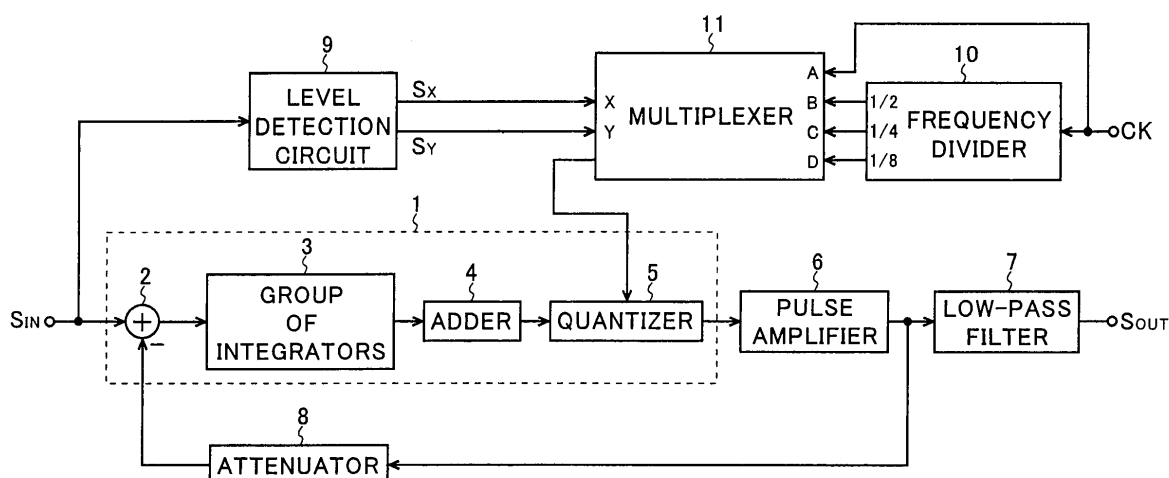 11
9
10
LEVEL
DETECTION
CIRCUIT
SX
SY
X
Y
MULTIPLEXER
A
B
C
D
1/2
1/4
1/8
FREQUENCY
DIVIDER
CK
1
2
3
4
5
6
7
SIN
+
−
GROUP
OF
INTEGRATORS
ADDER
QUANTIZER
PULSE
AMPLIFIER
LOW-PASS
FILTER
SOUT
8
ATTENUATOR